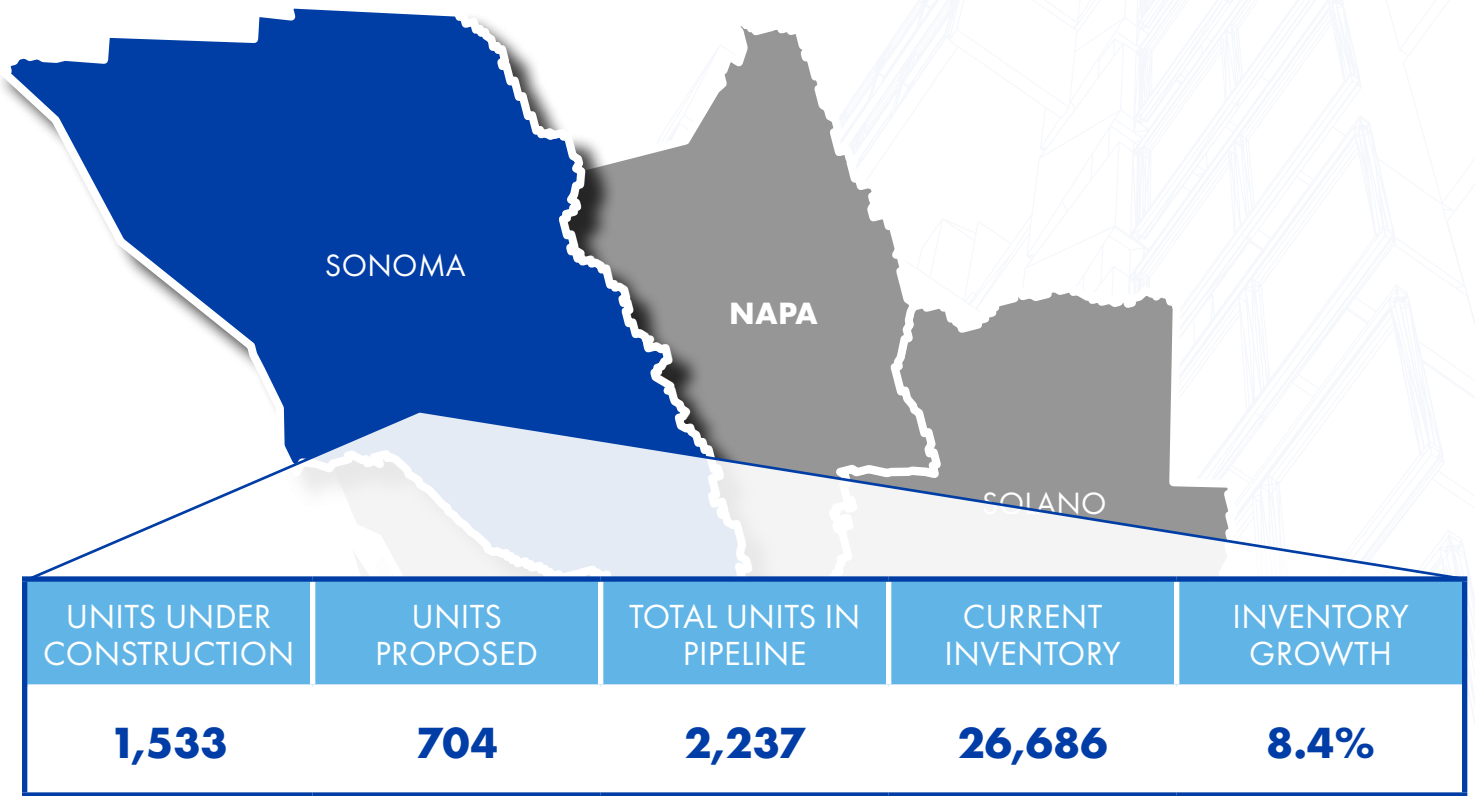 SONOMA
NAPA
SOLANO
UNITS UNDER
CONSTRUCTION
UNITS
PROPOSED
TOTAL UNITS IN
PIPELINE
CURRENT
INVENTORY
INVENTORY
GROWTH
1,533
704
2,237
26,686
8.4%